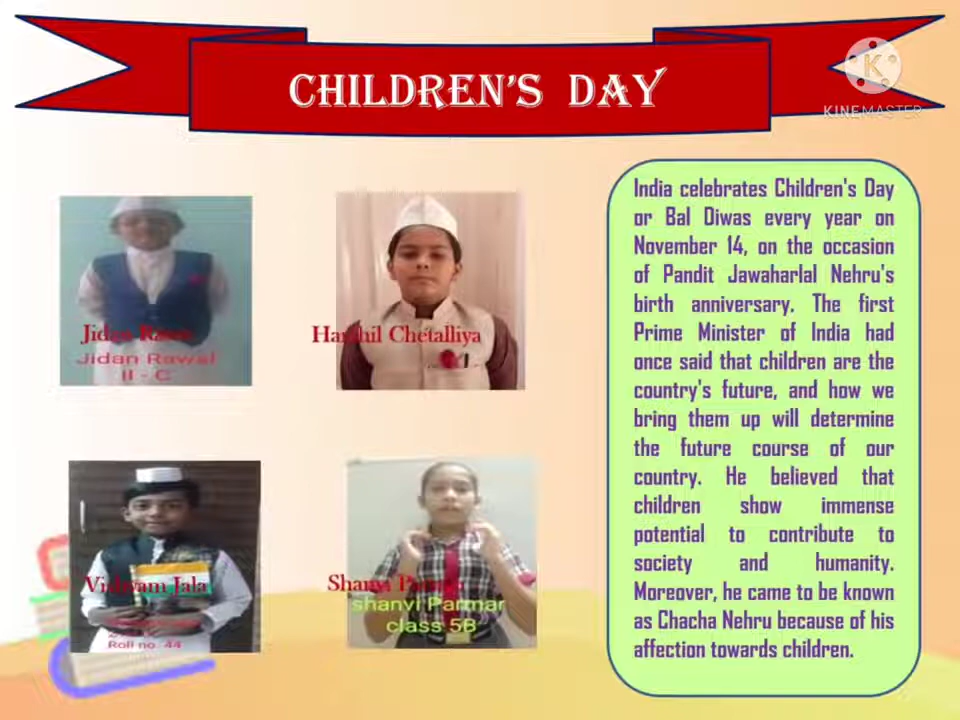 CHILDREN'S DAY
KINEMASTER
Jidan Rawal
Jidan Rawal
II - C
Chetalliya
Jala
Roll no. 44
Shanvi
shanvi Parmar
class 5B
India celebrates Children's Day
or Bal Diwas every year on
November 14, on the occasion
of Pandit Jawaharlal Nehru's
birth anniversary. The first
Prime Minister of India had
once said that children are the
country's future, and how we
bring them up will determine
the future course of our
country. He believed that
children show immense
potential to contribute to
society and humanity.
Moreover, he came to be known
as Chacha Nehru because of his
affection towards children.